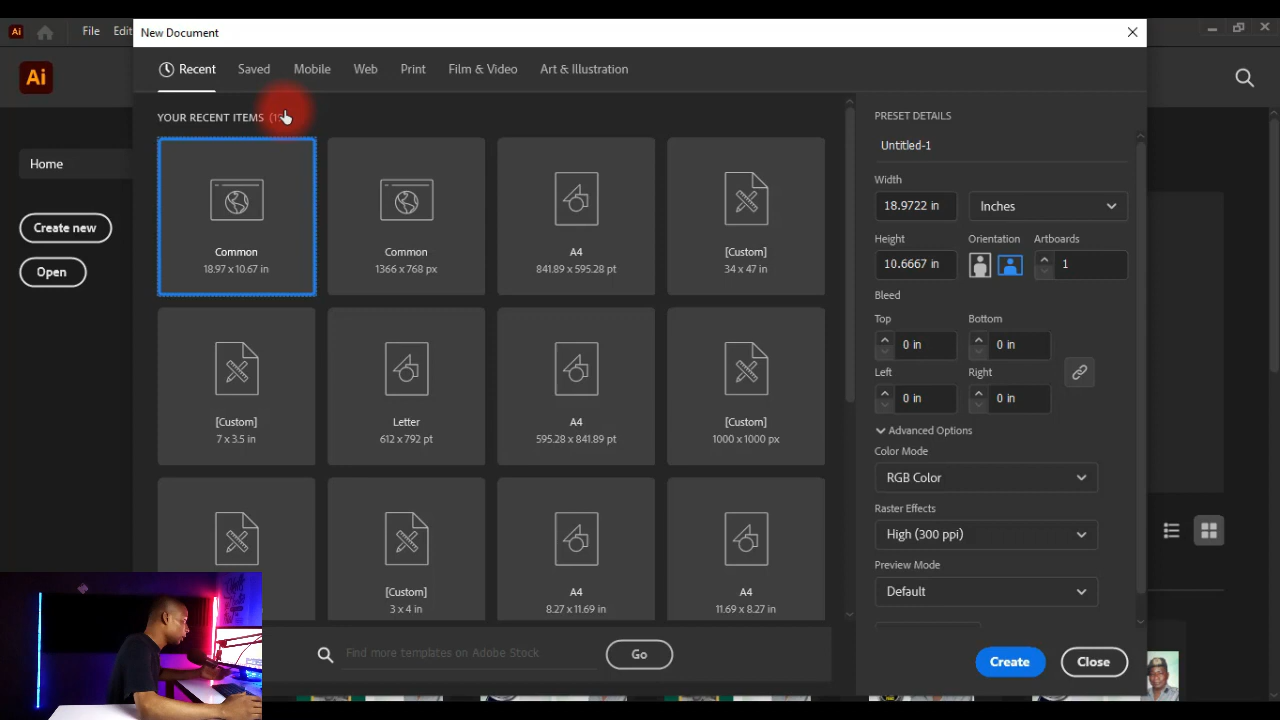 Ai
File
Edit
New Document
Ai
Recent
Saved
Mobile
Web
Print
Film & Video
Art & Illustration
Home
Create new
Open
YOUR RECENT ITEMS
Common
18.97 x 10.67 in
Common
1366 x 768 px
A4
841.89 x 595.28 pt
[Custom]
34 x 47 in
[Custom]
7 x 3.5 in
Letter
612 x 792 pt
A4
595.28 x 841.89 pt
[Custom]
1000 x 1000 px
[Custom]
3 x 4 in
A4
8.27 x 11.69 in
A4
11.69 x 8.27 in
Find more templates on Adobe Stock
Go
PRESET DETAILS
Untitled-1
Width
18.9722 in
Inches
Height
Orientation
Artboards
10.6667 in
1
Bleed
Top
Bottom
0 in
0 in
Left
Right
0 in
0 in
Advanced Options
Color Mode
RGB Color
Raster Effects
High (300 ppi)
Preview Mode
Default
Create
Close